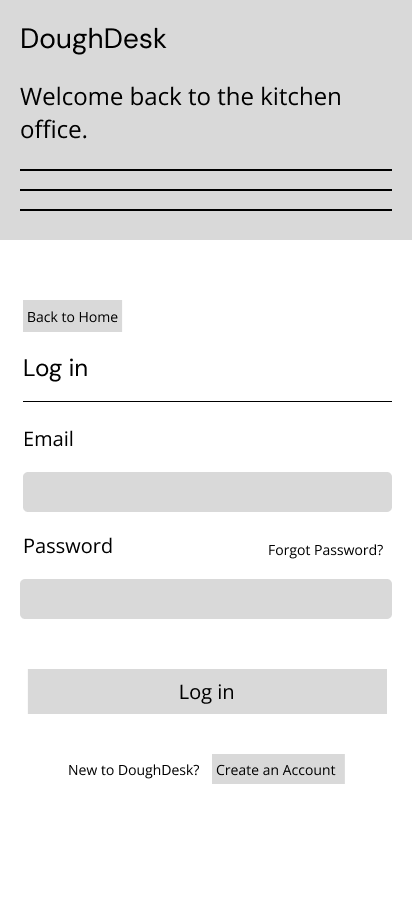 DoughDesk
Welcome back to the kitchen
office.
Back to Home
Log in
Email
Password
Forgot Password?
Log in
New to DoughDesk?
Create an Account